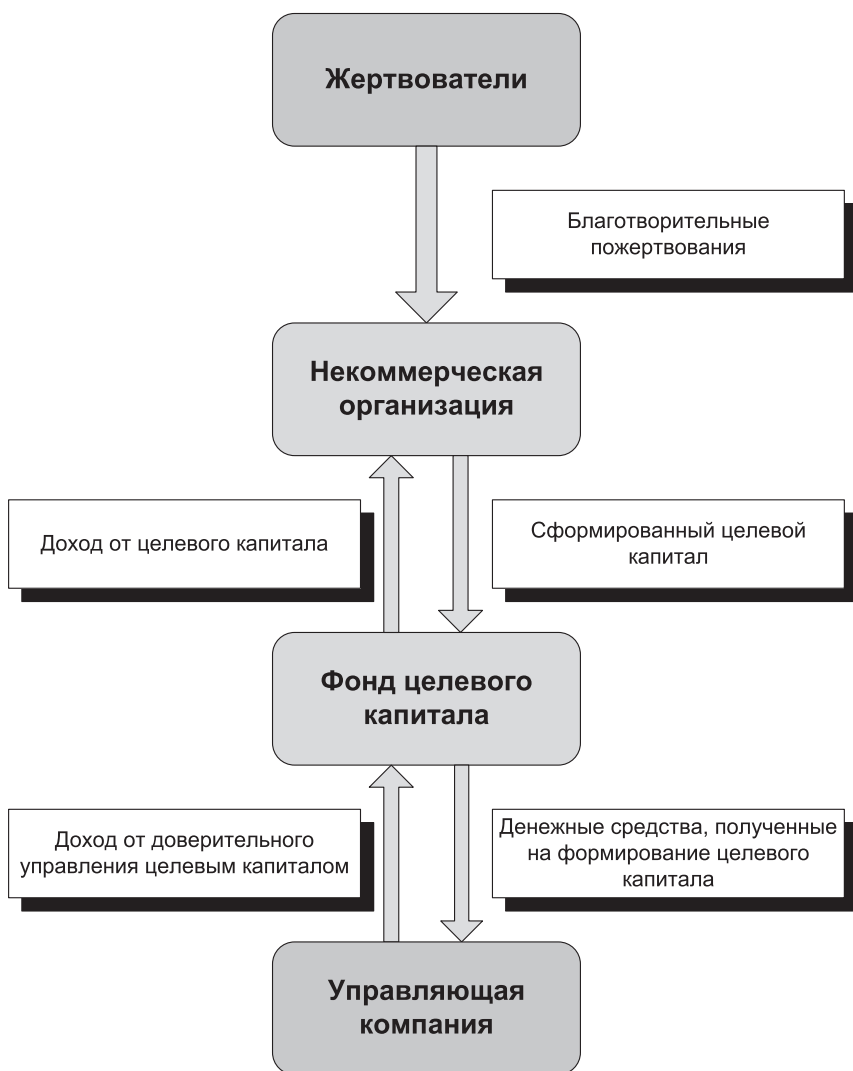 Жертвователи
Благотворительные
пожертвования
Некоммерческая
организация
Доход от целевого капитала
Сформированный целевой
капитал
Фонд целевого
капитала
Доход от доверительного
управления целевым капиталом
Денежные средства, полученные
на формирование целевого
капитала
Управляющая
компания